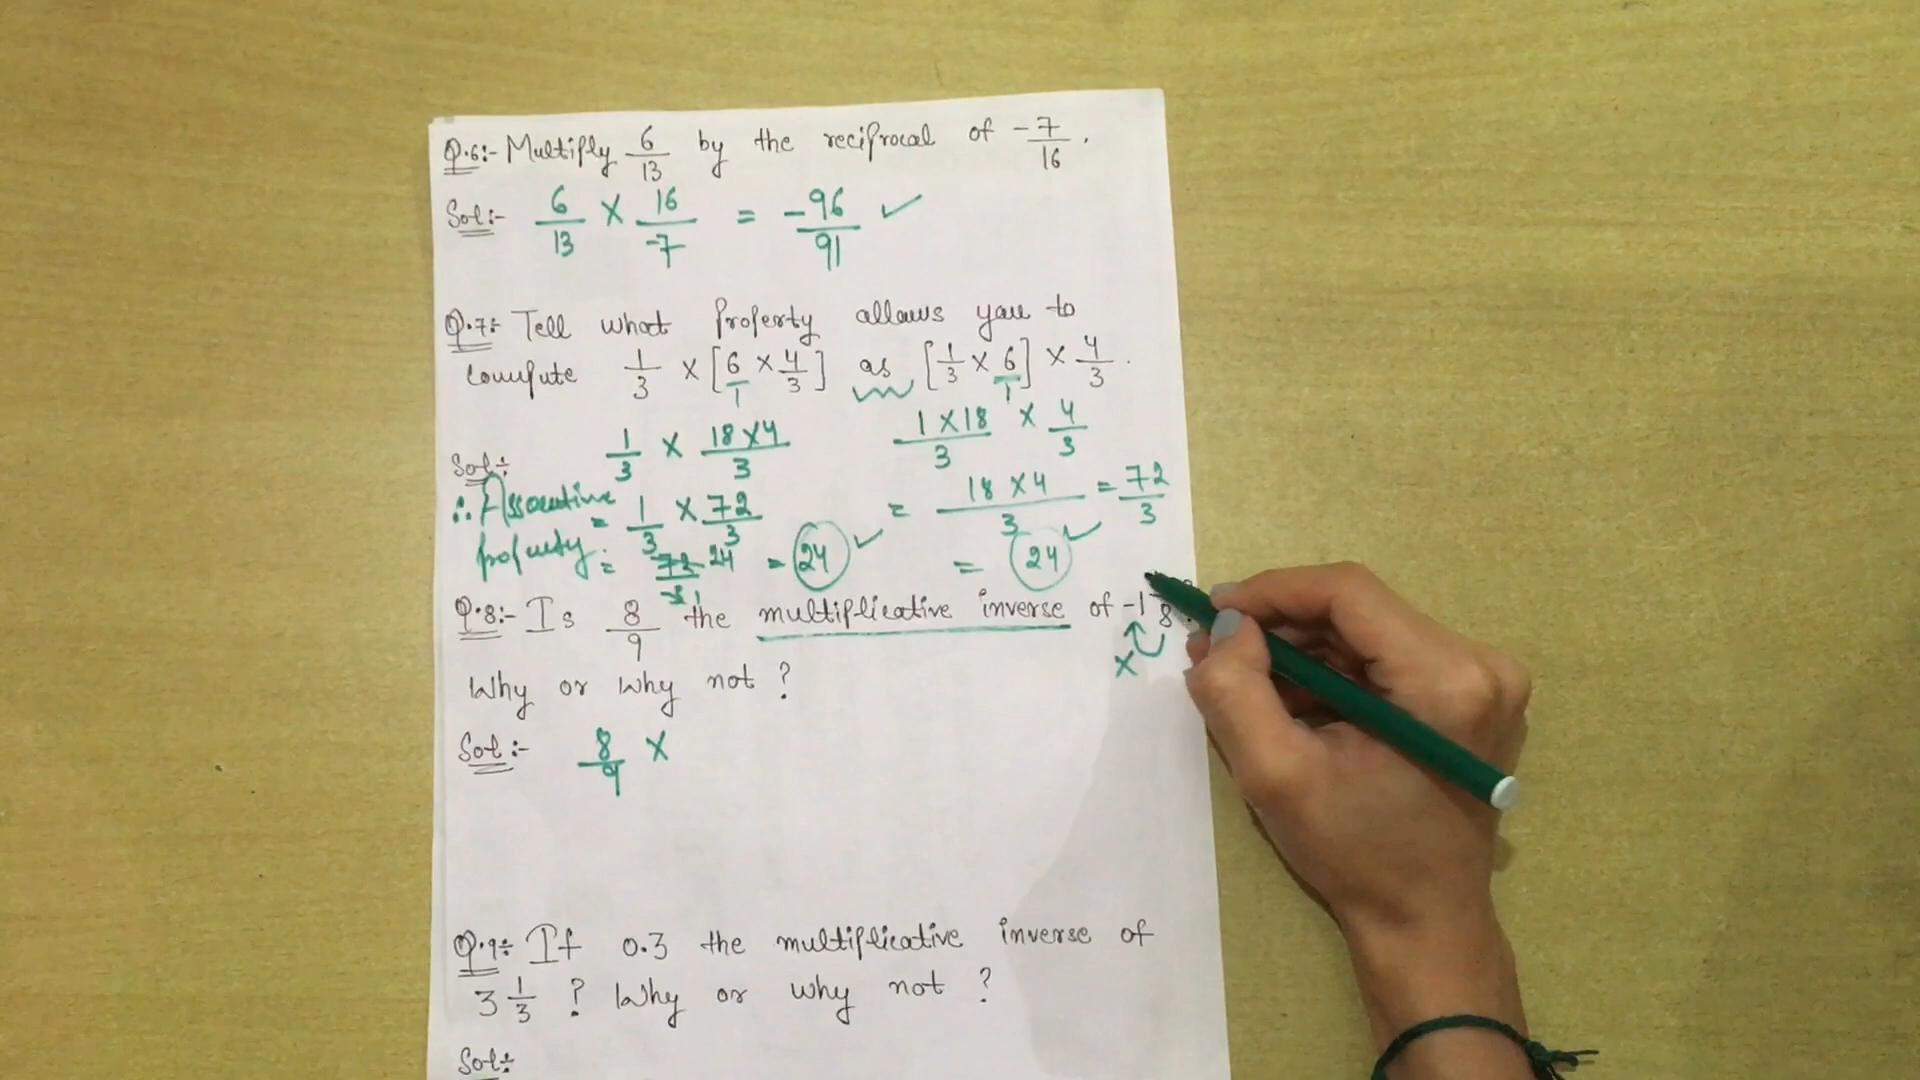 Q.6:- Multiply 6/13 by the reciprocal of -7/16.
Sol:- 6/13 X 16/-7 = -96/91 ✓
Q.7:- Tell what property allows you to
compute 1/3 × [6 × 4/3] as [1/3 × 6] × 4/3.
Sol:-
1/3 × 18×4/3
1×18/3 × 4/3
∴ Associative property.
= 1/3 × 72/3
= 18×4/3 = 72/3
= 24 ✓
= 24 ✓
Q.8:- Is 8/9 the multiplicative inverse of -1 8
Why or why not ?
Sol:- 8/9 ×
Q.9:- If 0.3 the multiplicative inverse of
3 1/3 ? Why or why not ?
Sol:-